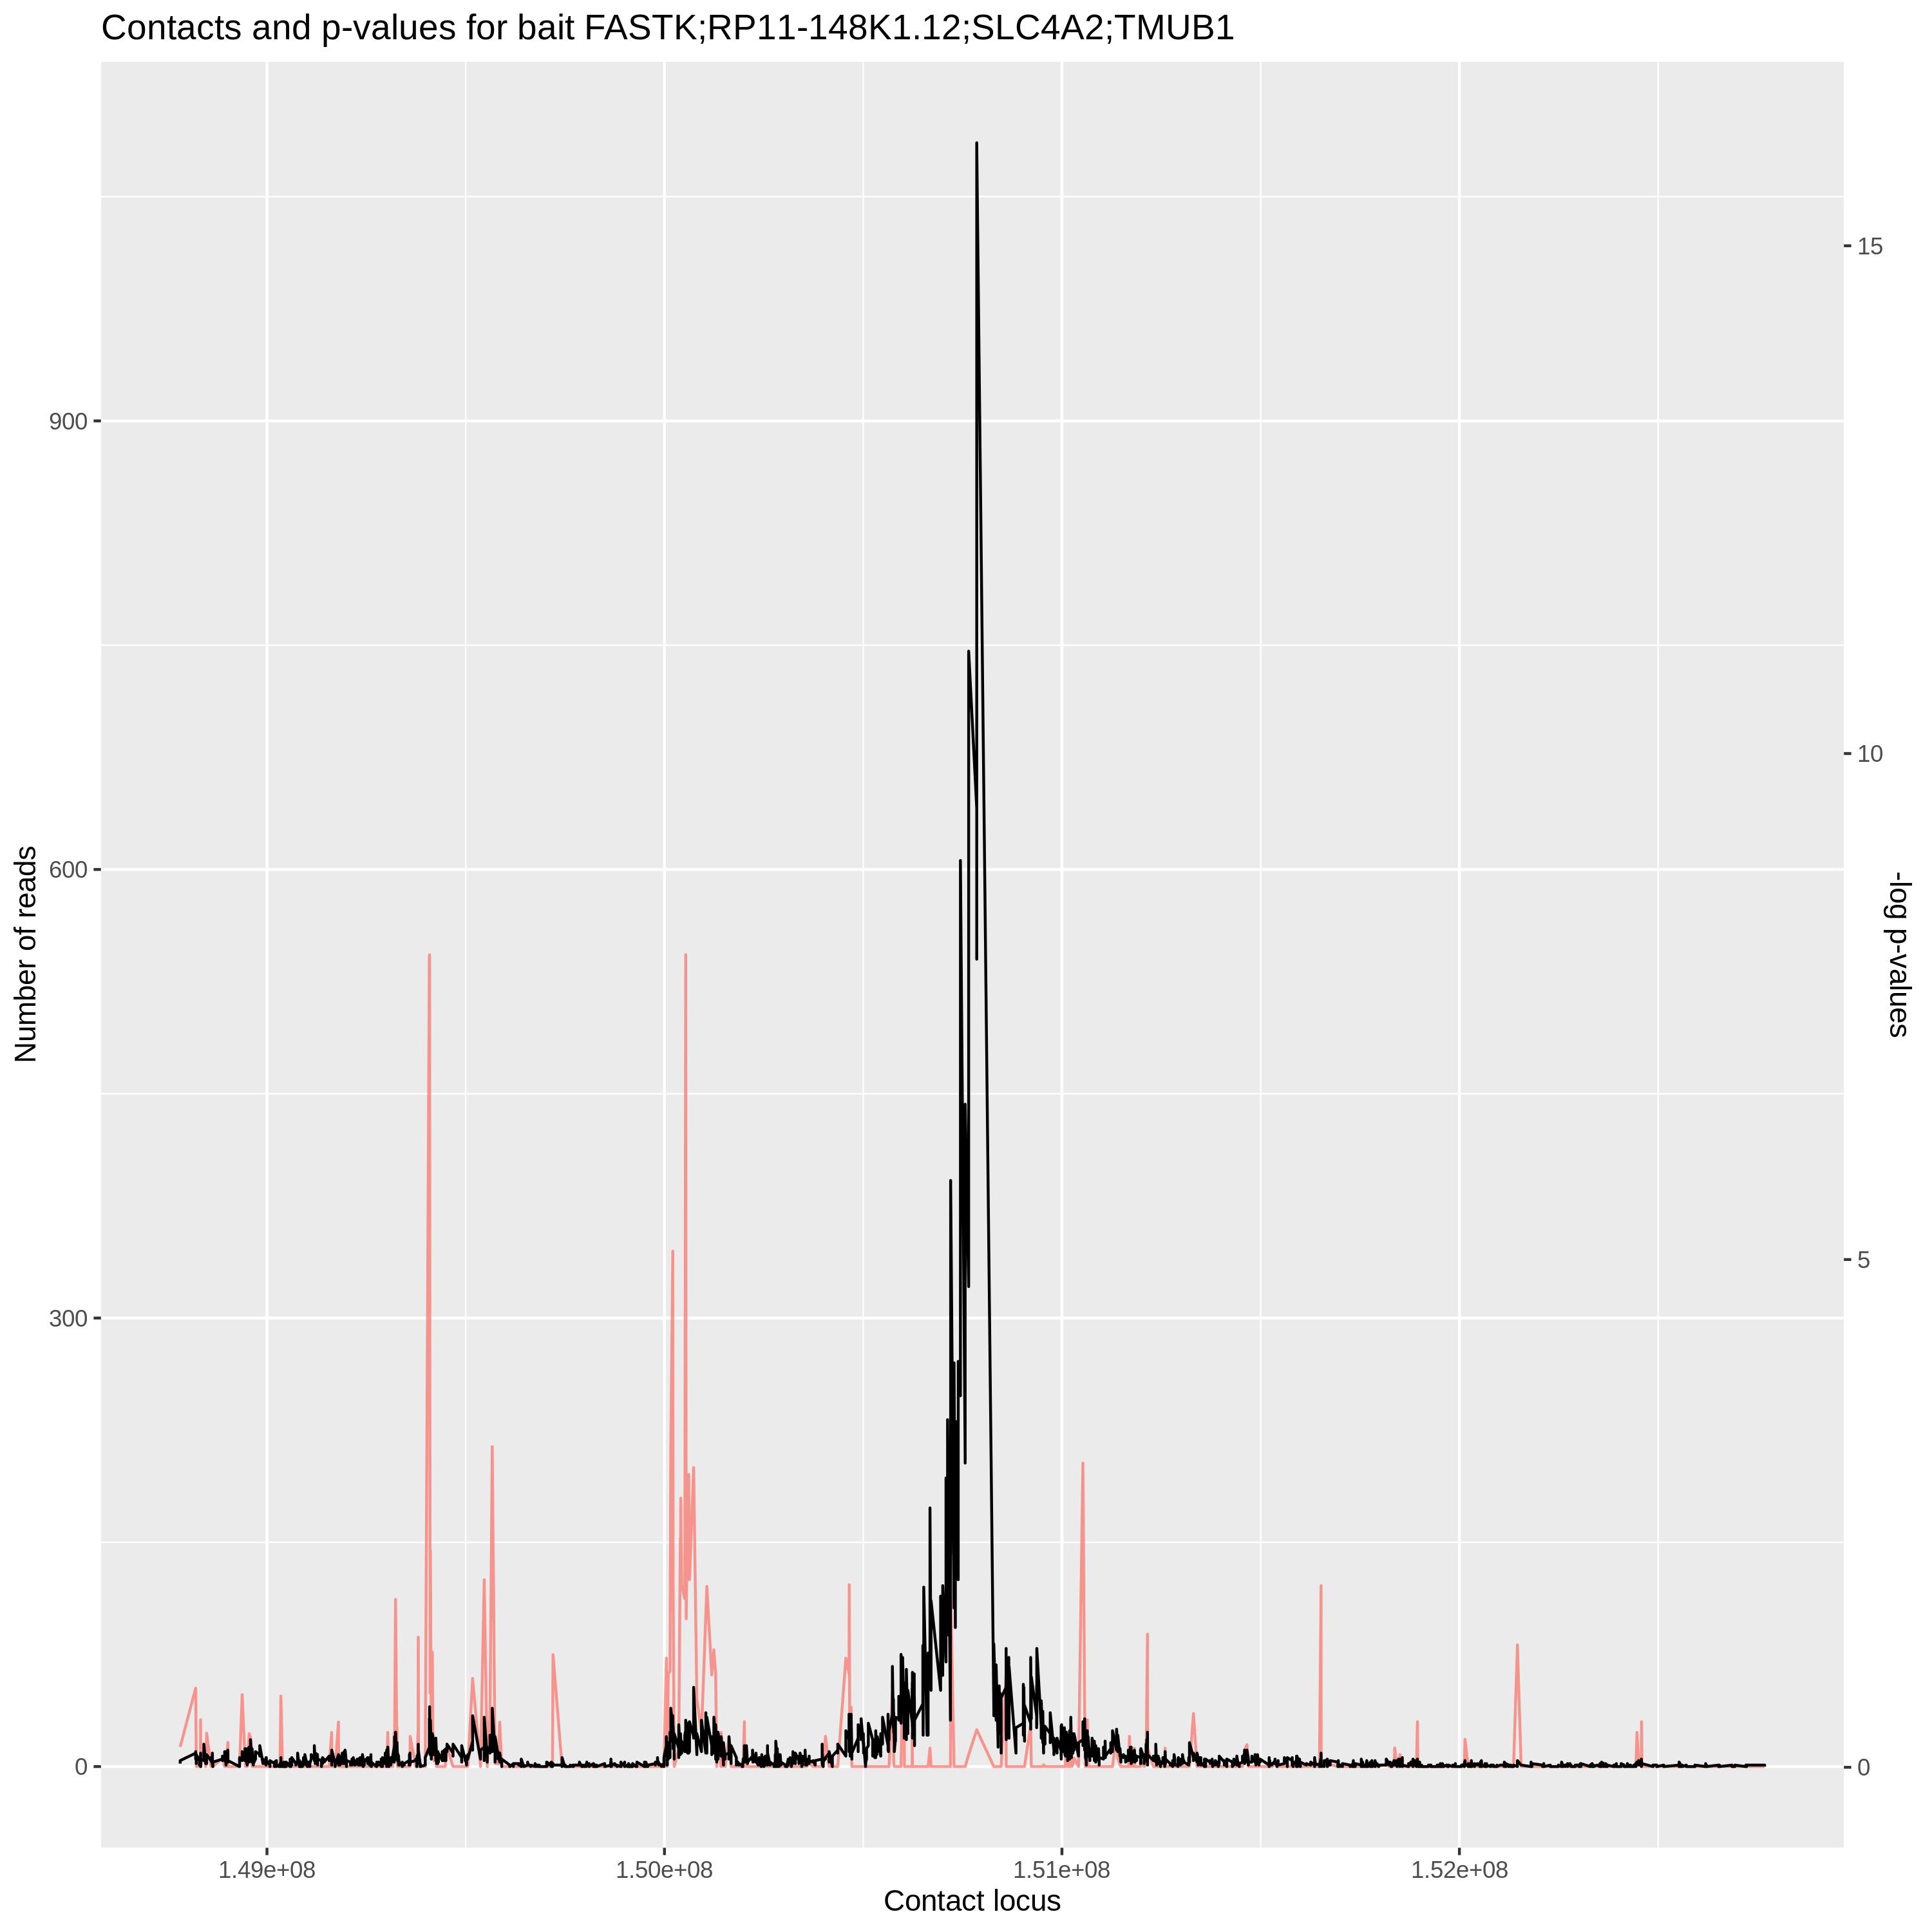 Contacts and p-values for bait FASTK;RP11-148K1.12;SLC4A2;TMUB1
900
600
300
0
Number of reads
15
10
5
0
-log p-values
1.49e+08
1.50e+08
1.51e+08
1.52e+08
Contact locus